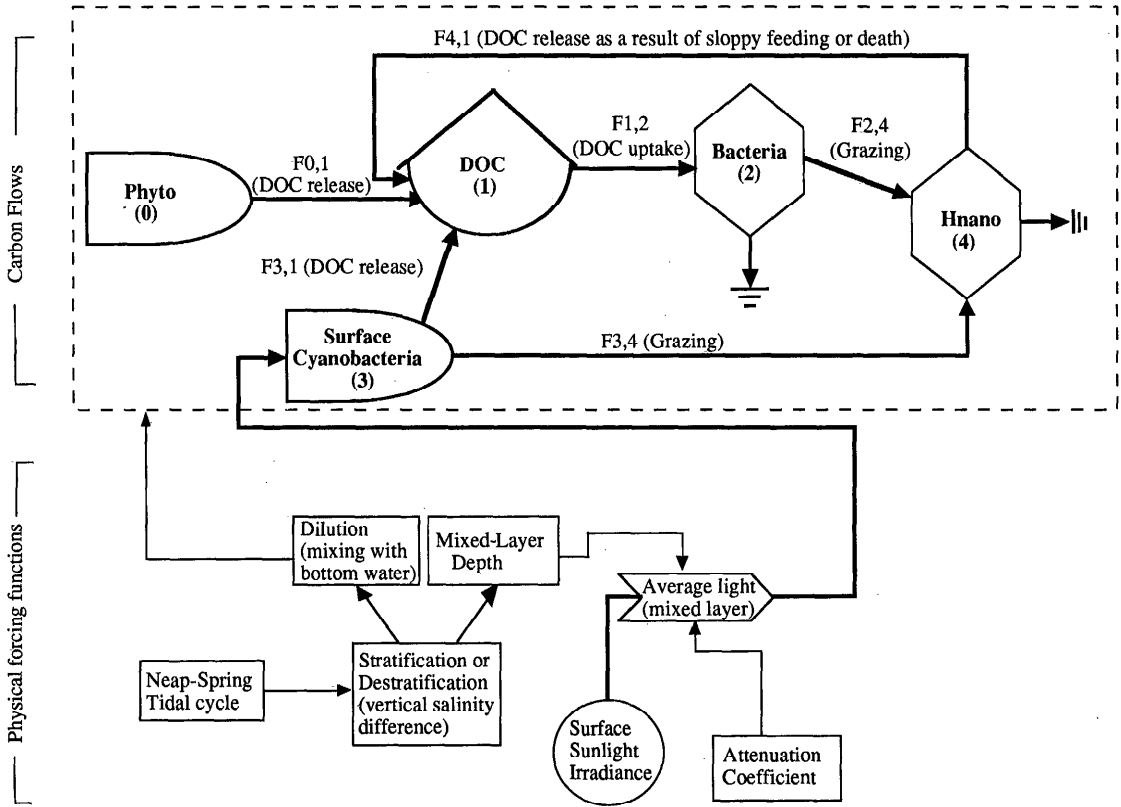 F4,1 (DOC release as a result of sloppy feeding or death)
Carbon Flows
Phyto
(0)
F0,1
(DOC release)
DOC
(1)
F1,2
(DOC uptake)
Bacteria
(2)
F2,4
(Grazing)
Hnano
(4)
F3,1 (DOC release)
Surface
Cyanobacteria
(3)
F3,4 (Grazing)
Physical forcing functions
Dilution
(mixing with
bottom water)
Mixed-Layer
Depth
Average light
(mixed layer)
Neap-Spring
Tidal cycle
Stratification or
Destratification
(vertical salinity
difference)
Surface
Sunlight
Irradiance
Attenuation
Coefficient